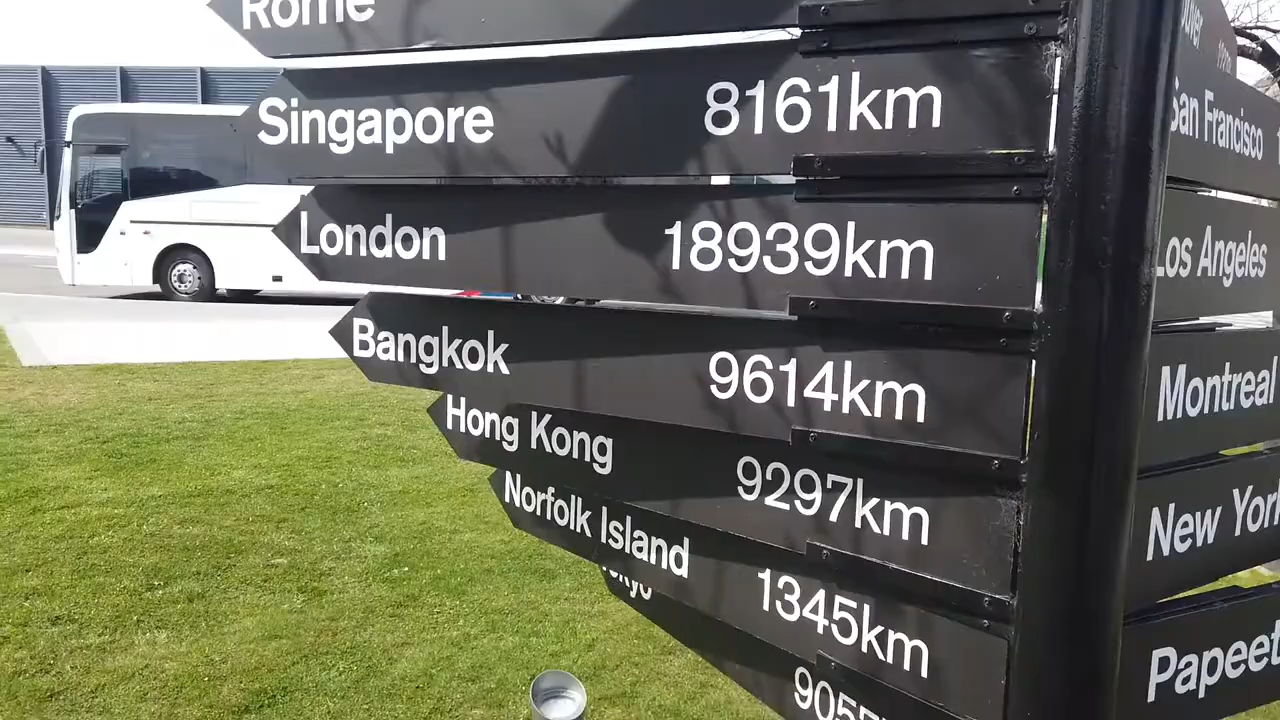 Rome
Singapore 8161km
London 18939km
Bangkok 9614km
Hong Kong 9297km
Norfolk Island 1345km
San Francisco
Los Angeles
Montreal
New York